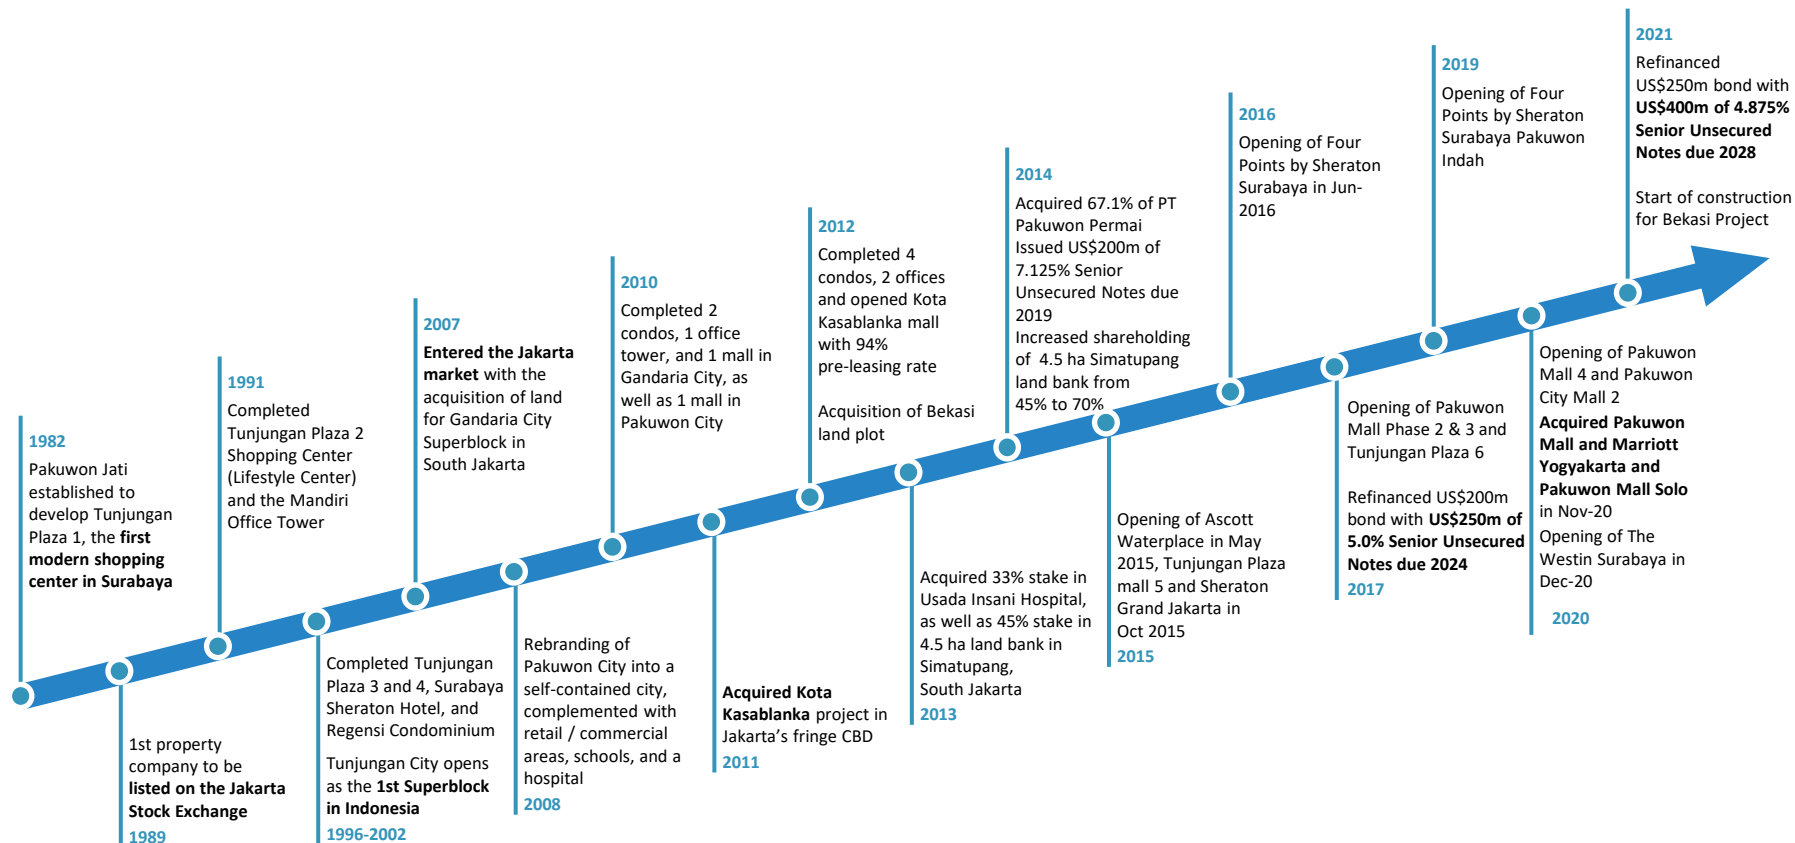 1982
Pakuwon Jati
established to
develop Tunjungan
Plaza 1, the first
modern shopping
center in Surabaya
1st property
company to be
listed on the Jakarta
Stock Exchange
1989
1991
Completed
Tunjungan Plaza 2
Shopping Center
(Lifestyle Center)
and the Mandiri
Office Tower
Completed Tunjungan
Plaza 3 and 4, Surabaya
Sheraton Hotel, and
Regensi Condominium
Tunjungan City opens
as the 1st Superblock
in Indonesia
1996-2002
2007
Entered the Jakarta
market with the
acquisition of land
for Gandaria City
Superblock in
South Jakarta
Rebranding of
Pakuwon City into a
self-contained city,
complemented with
retail / commercial
areas, schools, and a
hospital
2008
2010
Completed 2
condos, 1 office
tower, and 1 mall in
Gandaria City, as
well as 1 mall in
Pakuwon City
Acquired Kota
Kasablanka project in
Jakarta’s fringe CBD
2011
2012
Completed 4
condos, 2 offices
and opened Kota
Kasablanka mall
with 94%
pre-leasing rate
Acquisition of Bekasi
land plot
Acquired 33% stake in
Usada Insani Hospital,
as well as 45% stake in
4.5 ha land bank in
Simatupang,
South Jakarta
2013
2014
Acquired 67.1% of PT
Pakuwon Permai
Issued US$200m of
7.125% Senior
Unsecured Notes due
2019
Increased shareholding
of 4.5 ha Simatupang
land bank from
45% to 70%
Opening of Ascott
Waterplace in May
2015, Tunjungan Plaza
mall 5 and Sheraton
Grand Jakarta in
Oct 2015
2015
2016
Opening of Four
Points by Sheraton
Surabaya in Jun-
2016
Opening of Pakuwon
Mall Phase 2 & 3 and
Tunjungan Plaza 6
Refinanced US$200m
bond with US$250m of
5.0% Senior Unsecured
Notes due 2024
2017
2019
Opening of Four
Points by Sheraton
Surabaya Pakuwon
Indah
Opening of Pakuwon
Mall 4 and Pakuwon
City Mall 2
Acquired Pakuwon
Mall and Marriott
Yogyakarta and
Pakuwon Mall Solo
in Nov-20
Opening of The
Westin Surabaya in
Dec-20
2020
2021
Refinanced
US$250m bond with
US$400m of 4.875%
Senior Unsecured
Notes due 2028
Start of construction
for Bekasi Project